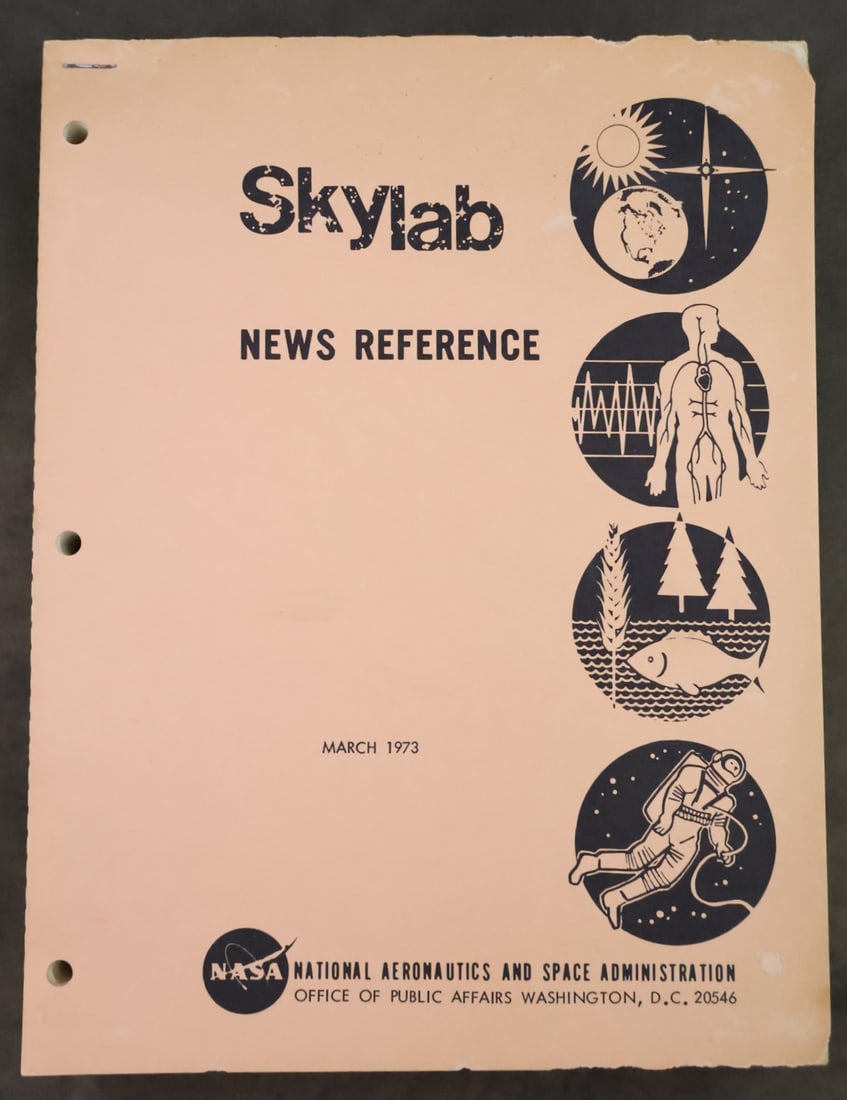 Skylab
NEWS REFERENCE
MARCH 1973
NASA
NATIONAL AERONAUTICS AND SPACE ADMINISTRATION
OFFICE OF PUBLIC AFFAIRS WASHINGTON, D.C. 20546